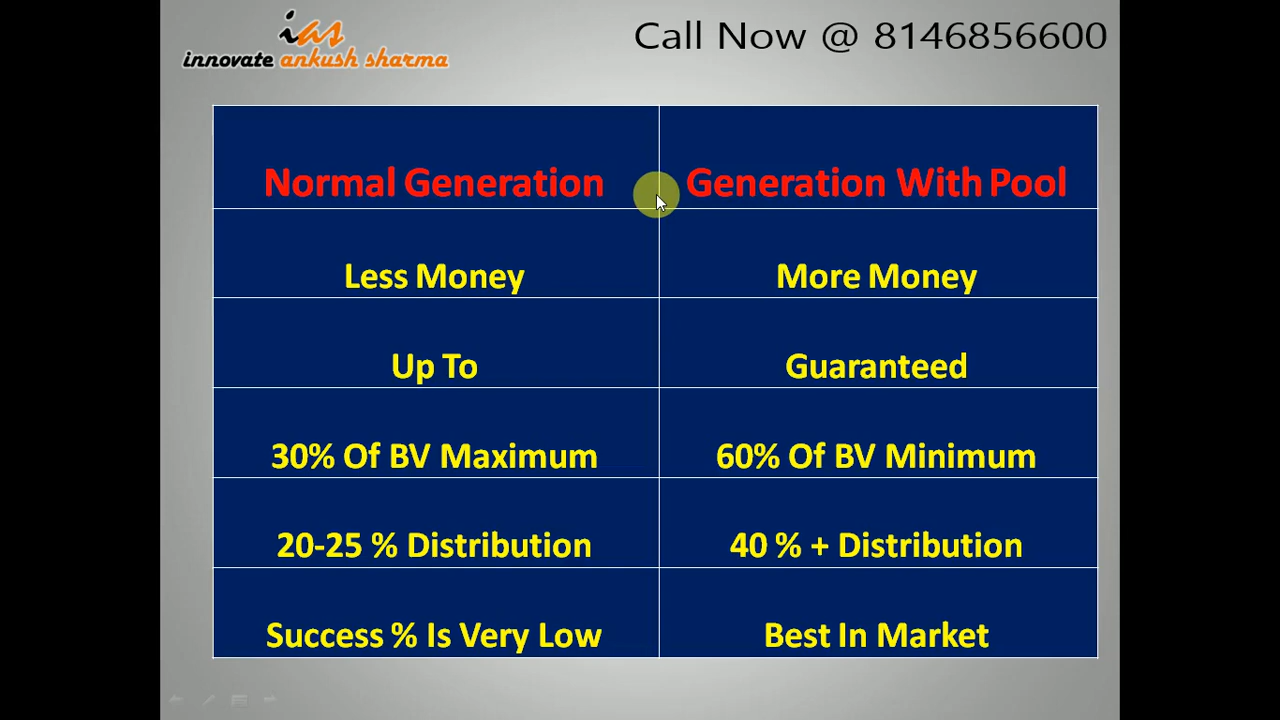 ias
innovate ankush sharma
Call Now @ 8146856600
Normal Generation
Generation With Pool
Less Money
More Money
Up To
Guaranteed
30% Of BV Maximum
60% Of BV Minimum
20-25 % Distribution
40 % + Distribution
Success % Is Very Low
Best In Market